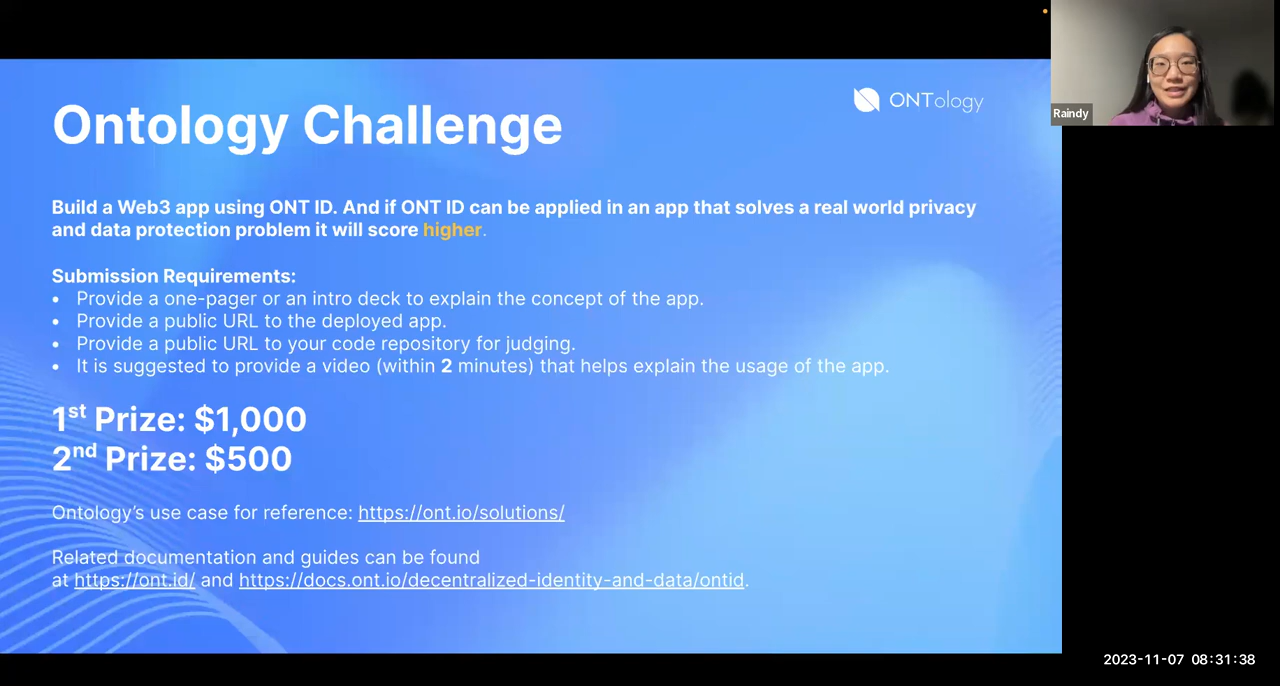 Ontology Challenge
ONTology
Raindy
Build a Web3 app using ONT ID. And if ONT ID can be applied in an app that solves a real world privacy
and data protection problem it will score higher.
Submission Requirements:
• Provide a one-pager or an intro deck to explain the concept of the app.
• Provide a public URL to the deployed app.
• Provide a public URL to your code repository for judging.
• It is suggested to provide a video (within 2 minutes) that helps explain the usage of the app.
1st Prize: $1,000
2nd Prize: $500
Ontology’s use case for reference: https://ont.io/solutions/
Related documentation and guides can be found
at https://ont.id/ and https://docs.ont.io/decentralized-identity-and-data/ontid.
2023-11-07 08:31:38